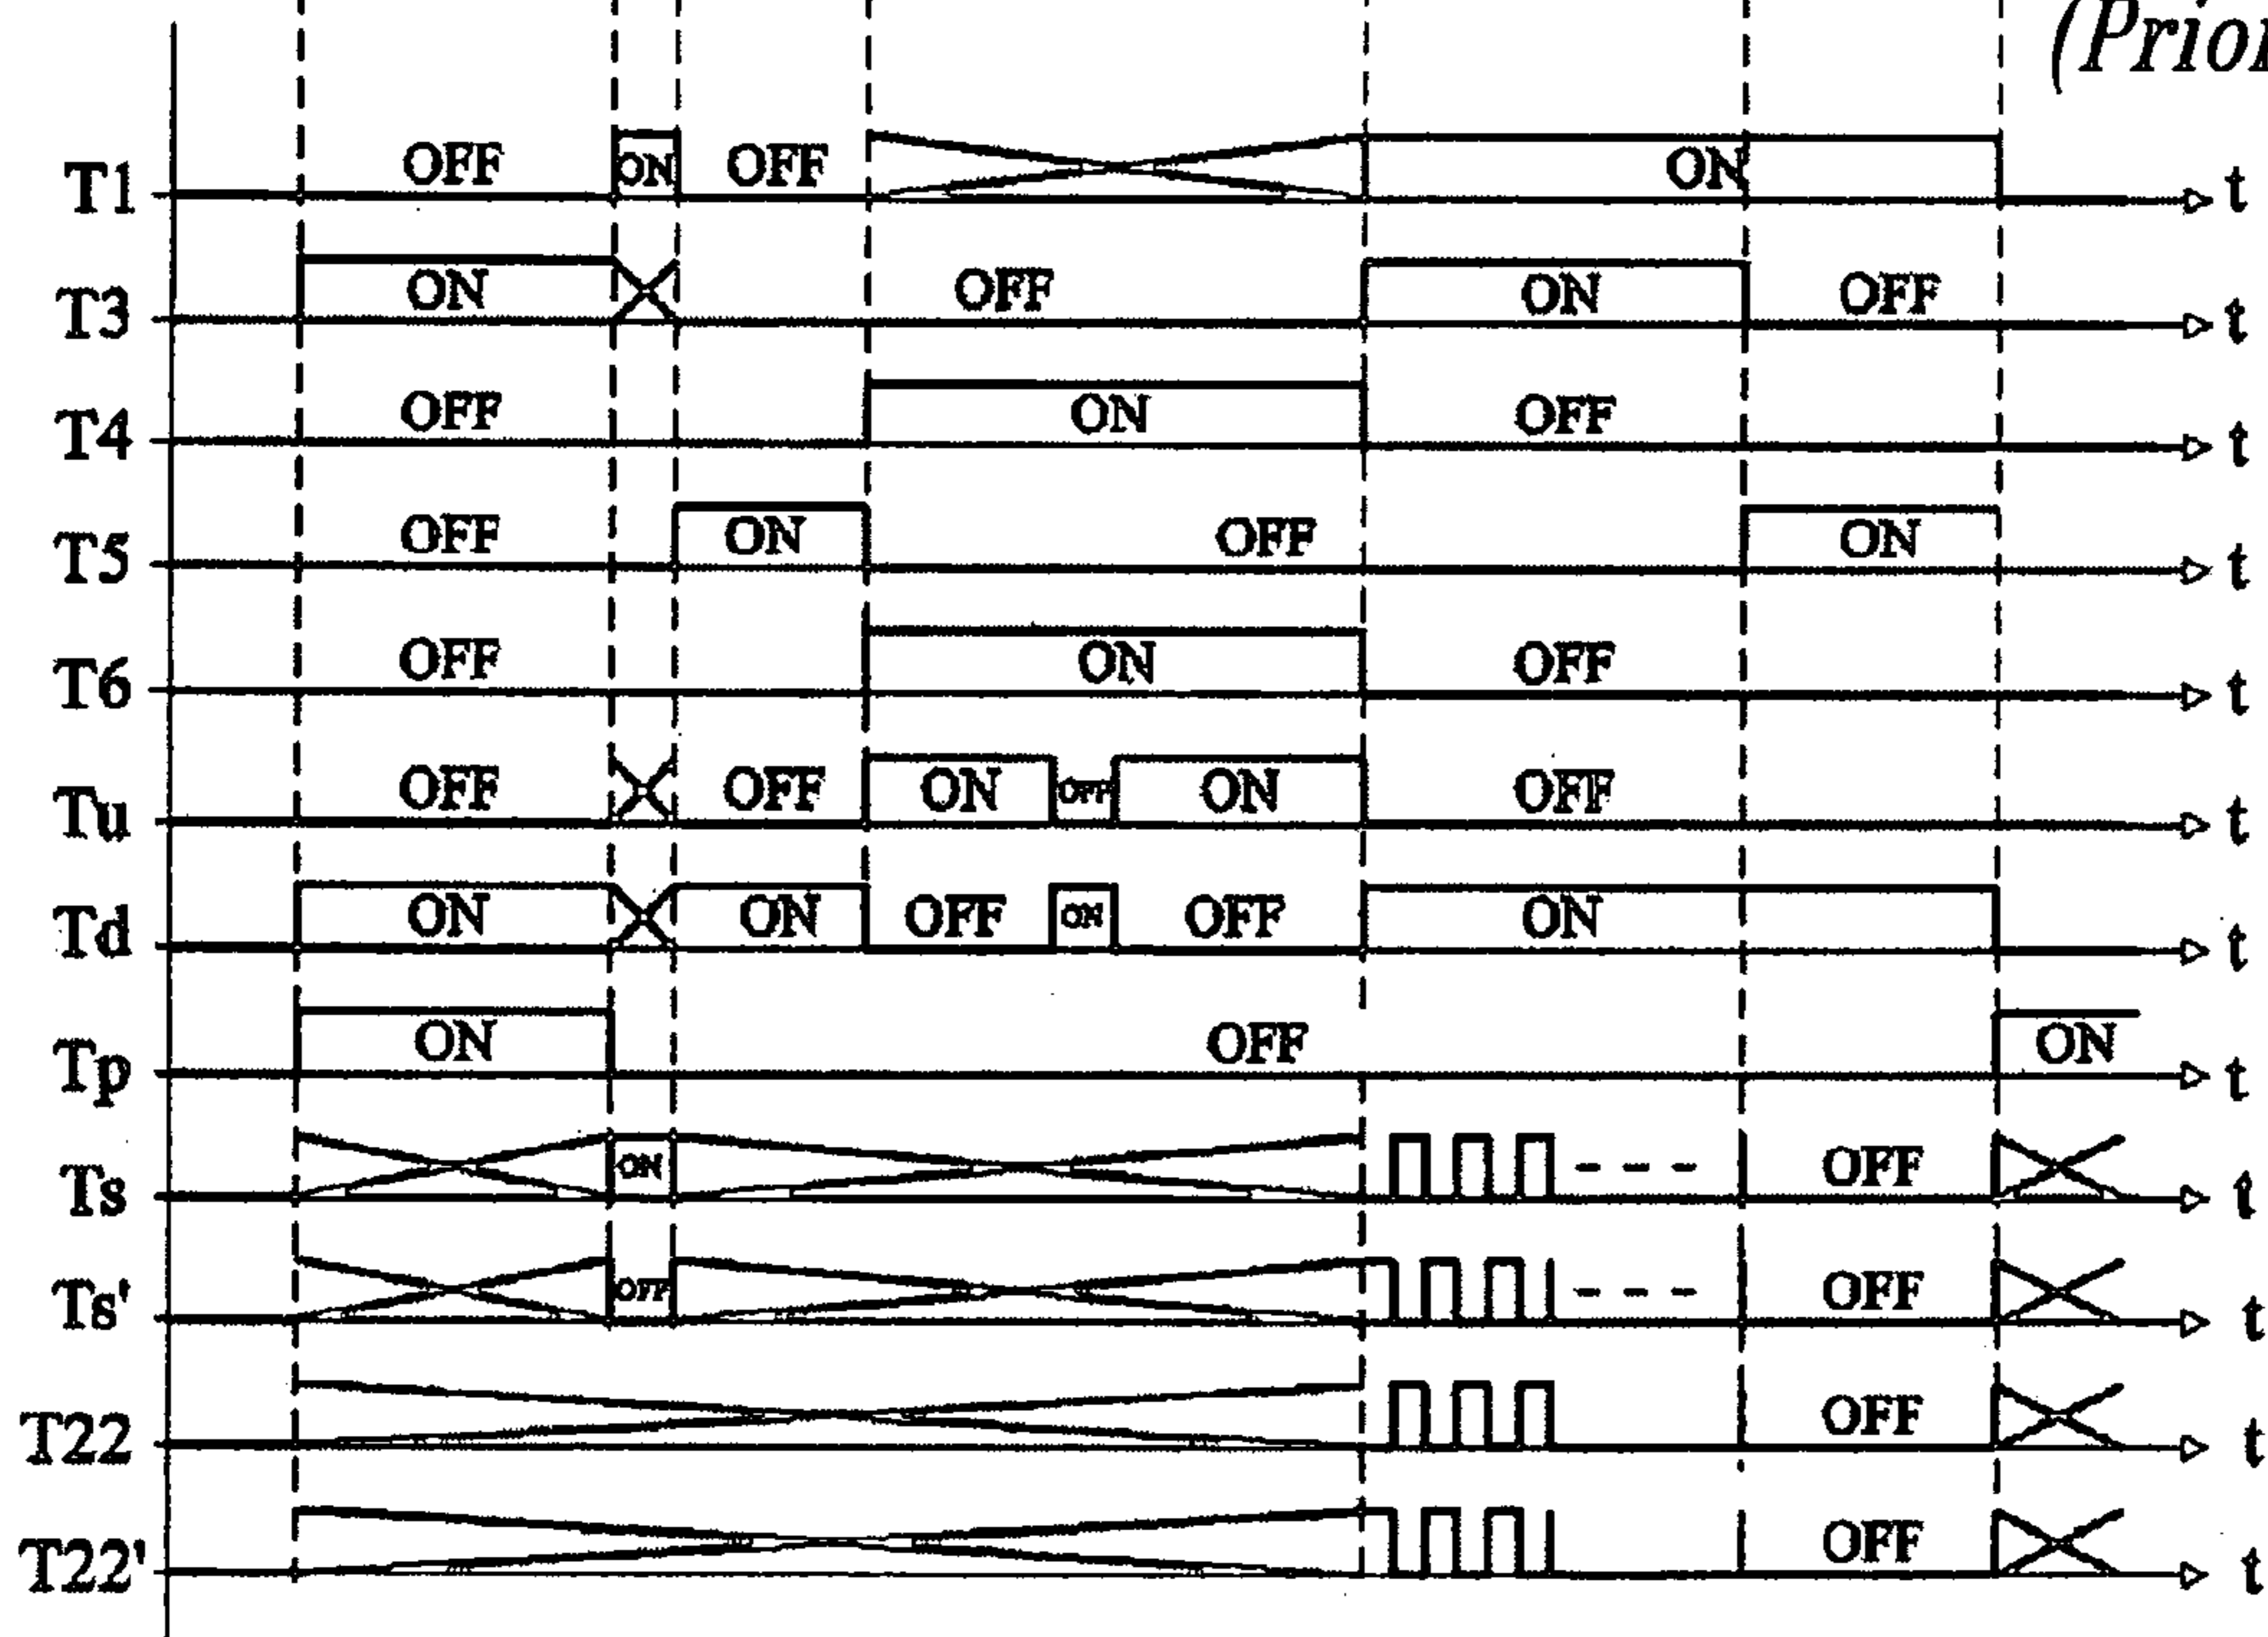 (Prior
T1 OFF ON OFF ON t
T3 ON OFF ON OFF t
T4 OFF ON OFF t
T5 OFF ON OFF ON t
T6 OFF ON OFF t
Tu OFF OFF ON OFF ON OFF t
Td ON ON OFF ON OFF ON t
Tp ON OFF ON t
Ts ON OFF t
Ts' OFF OFF t
T22 OFF t
T22' OFF t